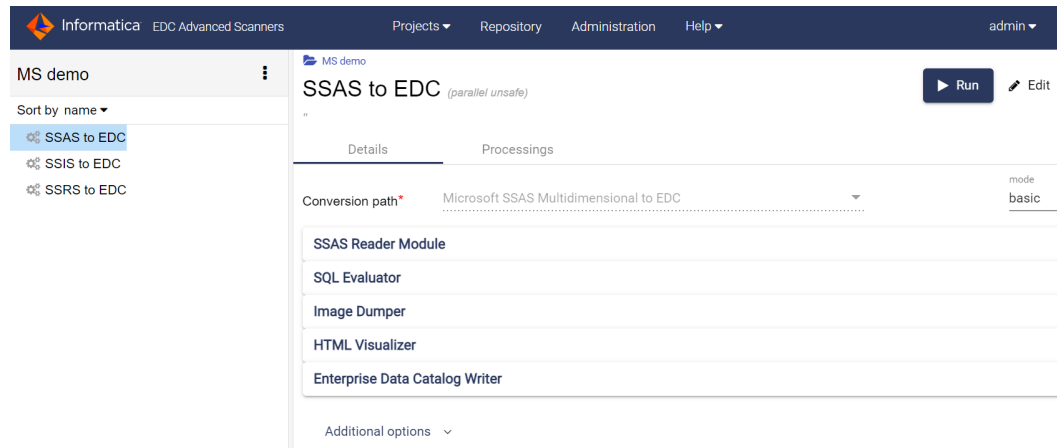 Informatica EDC Advanced Scanners Projects Repository Administration Help admin
MS demo
Sort by name
SSAS to EDC
SSIS to EDC
SSRS to EDC
MS demo
SSAS to EDC (parallel unsafe)
Run Edit
"
Details Processings
Conversion path* Microsoft SSAS Multidimensional to EDC
mode
basic
SSAS Reader Module
SQL Evaluator
Image Dumper
HTML Visualizer
Enterprise Data Catalog Writer
Additional options